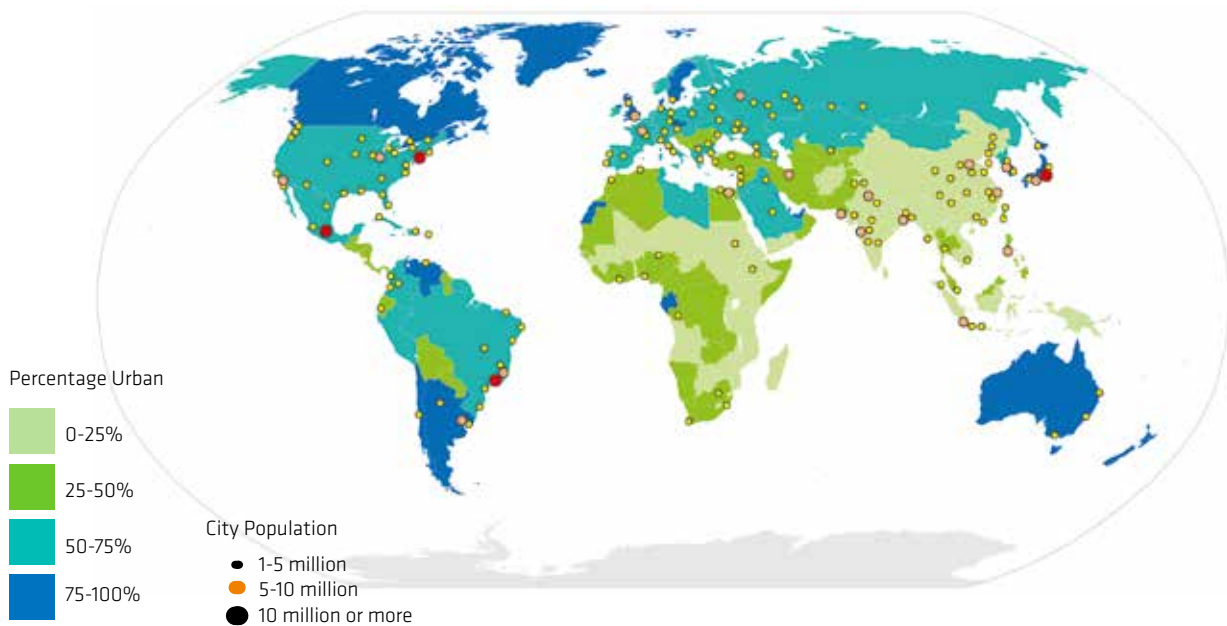 Percentage Urban
0-25%
25-50%
50-75%
75-100%
City Population
1-5 million
5-10 million
10 million or more